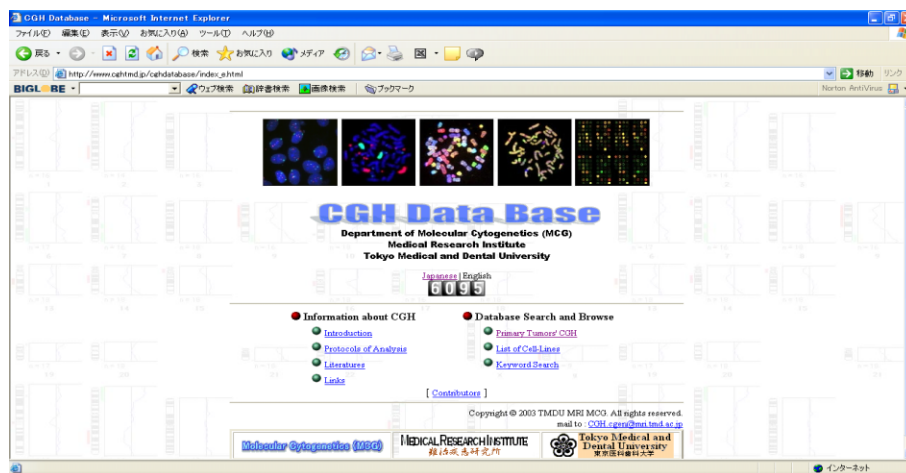 CGH Database - Microsoft Internet Explorer
ファイル(F) 編集(E) 表示(V) お気に入り(A) ツール(T) ヘルプ(H)
戻る 検索 お気に入り メディア
アドレス(D) http://www.cghtmd.jp/cghdatabase/index_e.html 移動 リンク
BIGLOBE ウェブ検索 辞書検索 画像検索 ブックマーク Norton AntiVirus
CGH Data Base
Department of Molecular Cytogenetics (MCG)
Medical Research Institute
Tokyo Medical and Dental University
Japanese | English
6095
Information about CGH
Introduction
Protocols of Analysis
Literatures
Links
Database Search and Browse
Primary Tumors' CGH
List of Cell-Lines
Keyword Search
[ Contributors ]
Copyright © 2003 TMDU MRI MCG. All rights reserved.
mail to : CGH.cgen@mri.tmd.ac.jp
Molecular Cytogenetics (MCG)
MEDICAL RESEARCH INSTITUTE
難治疾患研究所
Tokyo Medical and
Dental University
東京医科歯科大学
インターネット